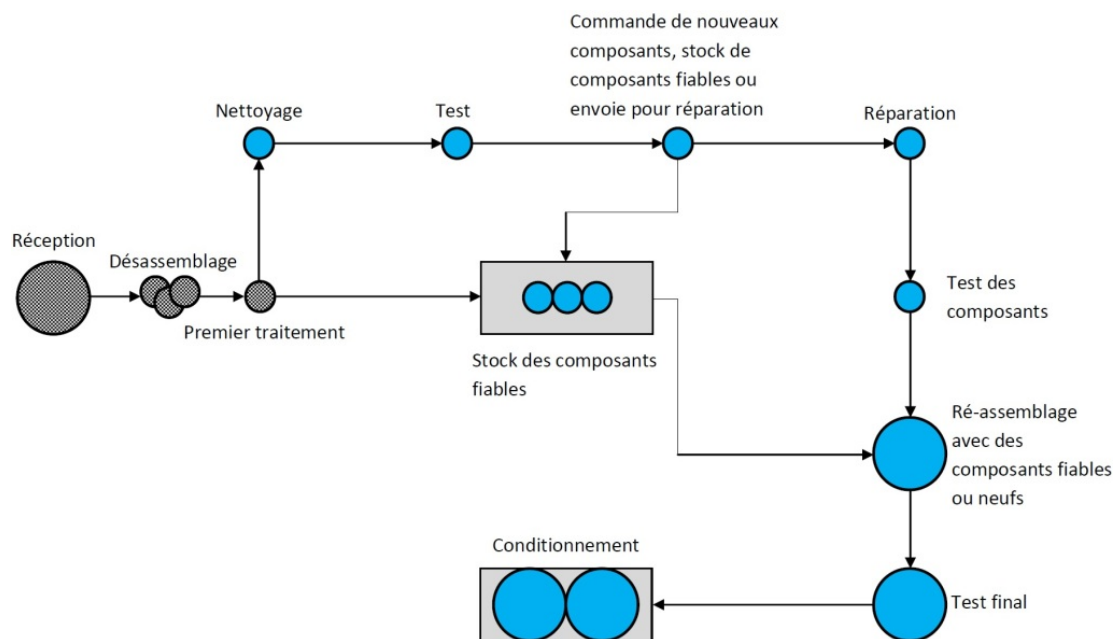 Commande de nouveaux
composants, stock de
composants fiables ou
envoie pour réparation
Nettoyage
Test
Réparation
Réception
Désassemblage
Premier traitement
Test des
composants
Stock des composants
fiables
Ré-assemblage
avec des
composants fiables
ou neufs
Conditionnement
Test final